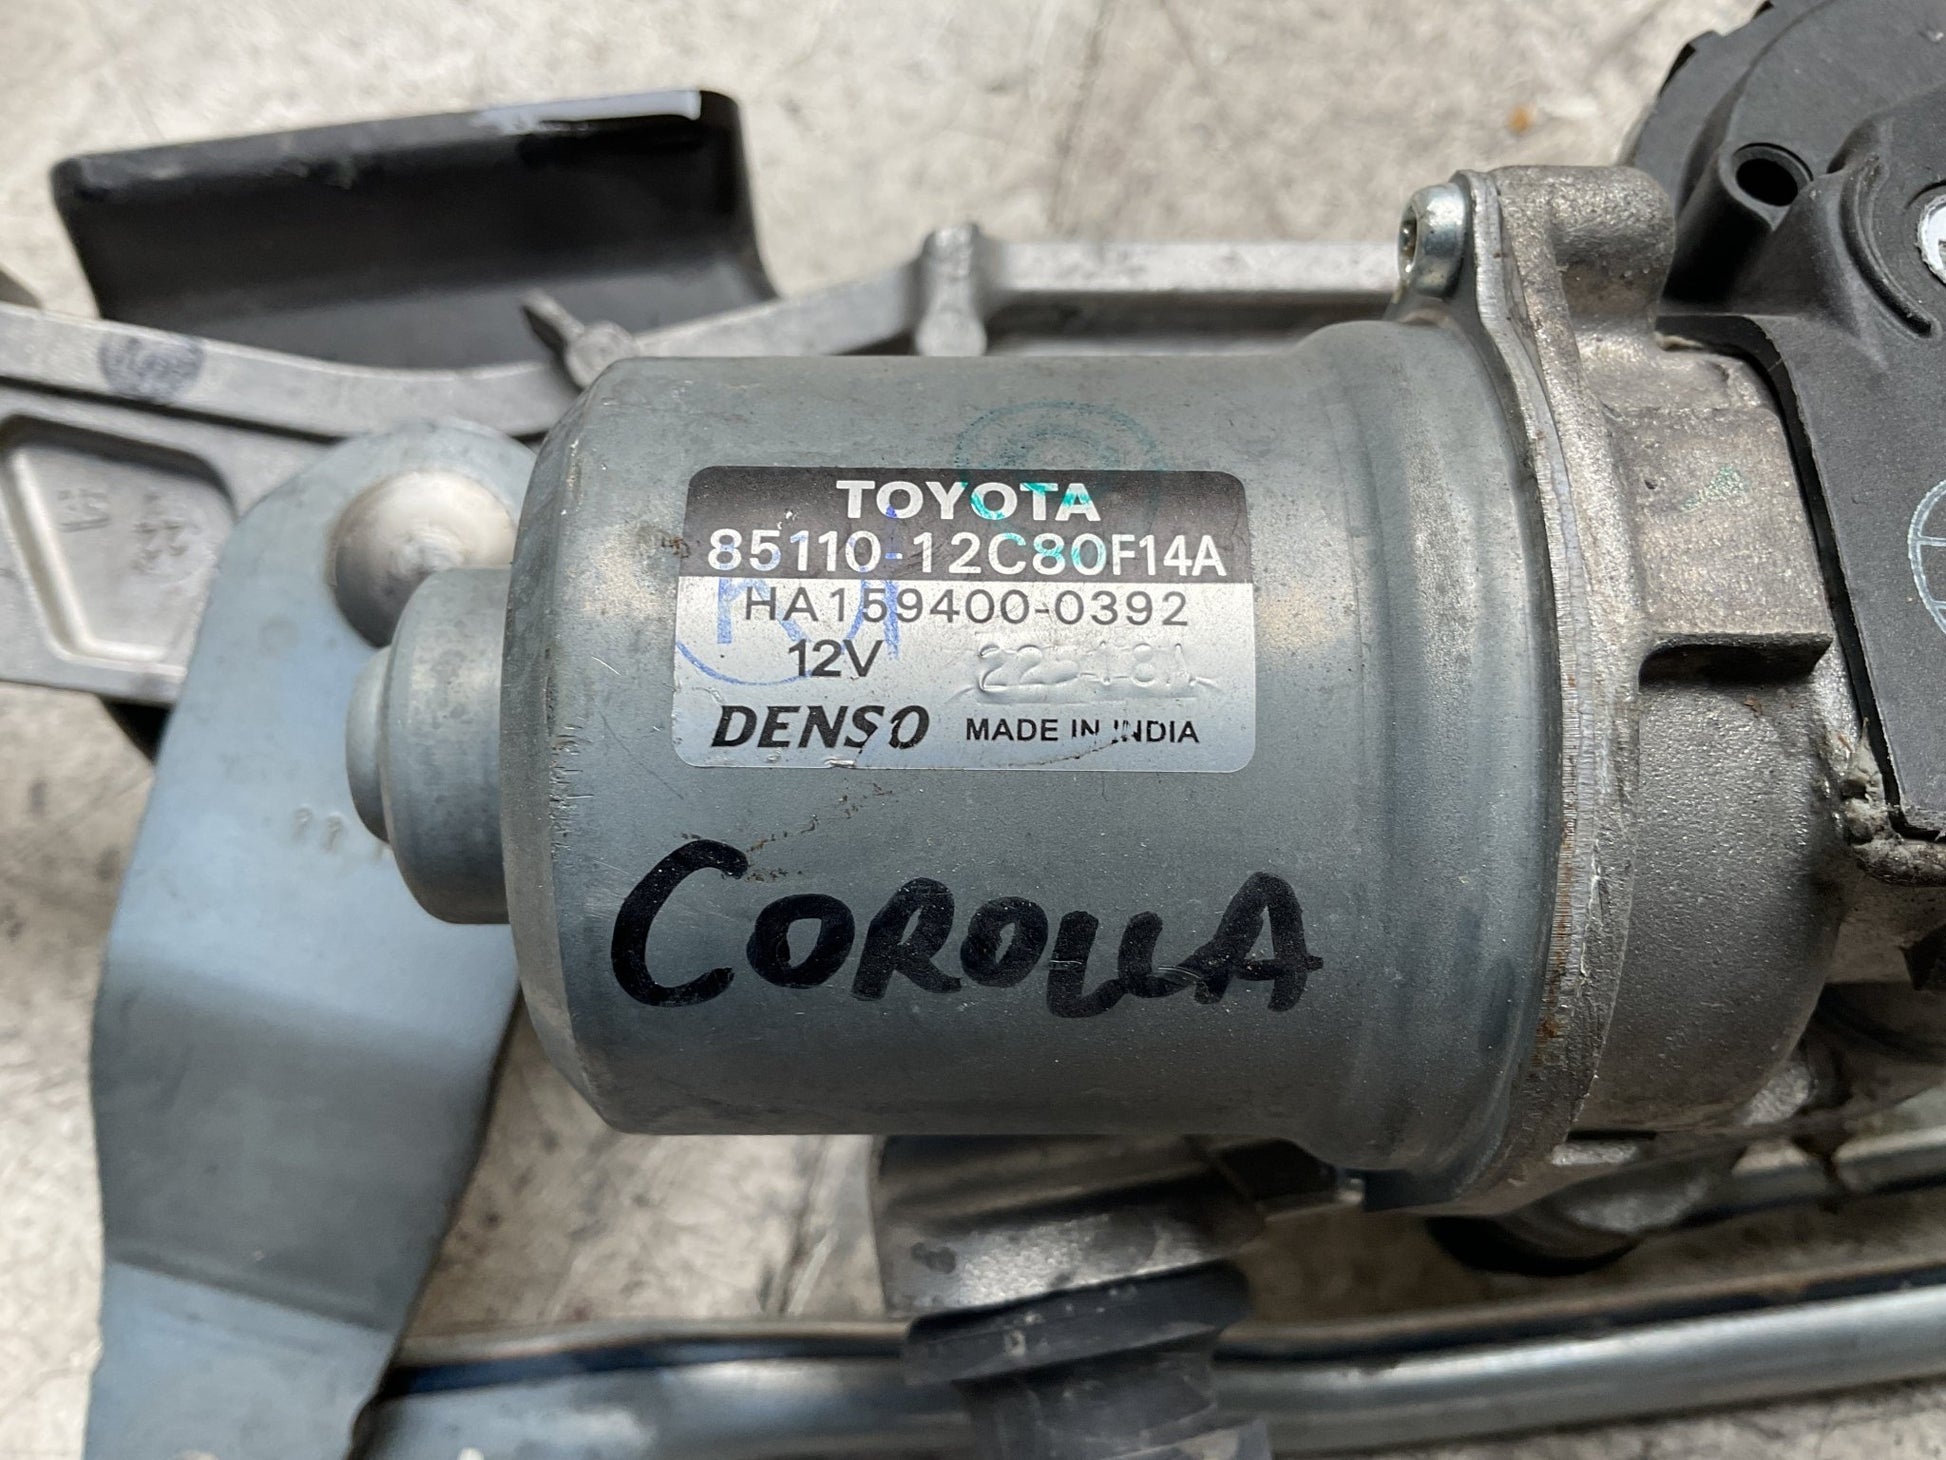 TOYOTA
85110-12C80F14A
HA159400-0392
12V
DENSO MADE IN INDIA
COROLLA